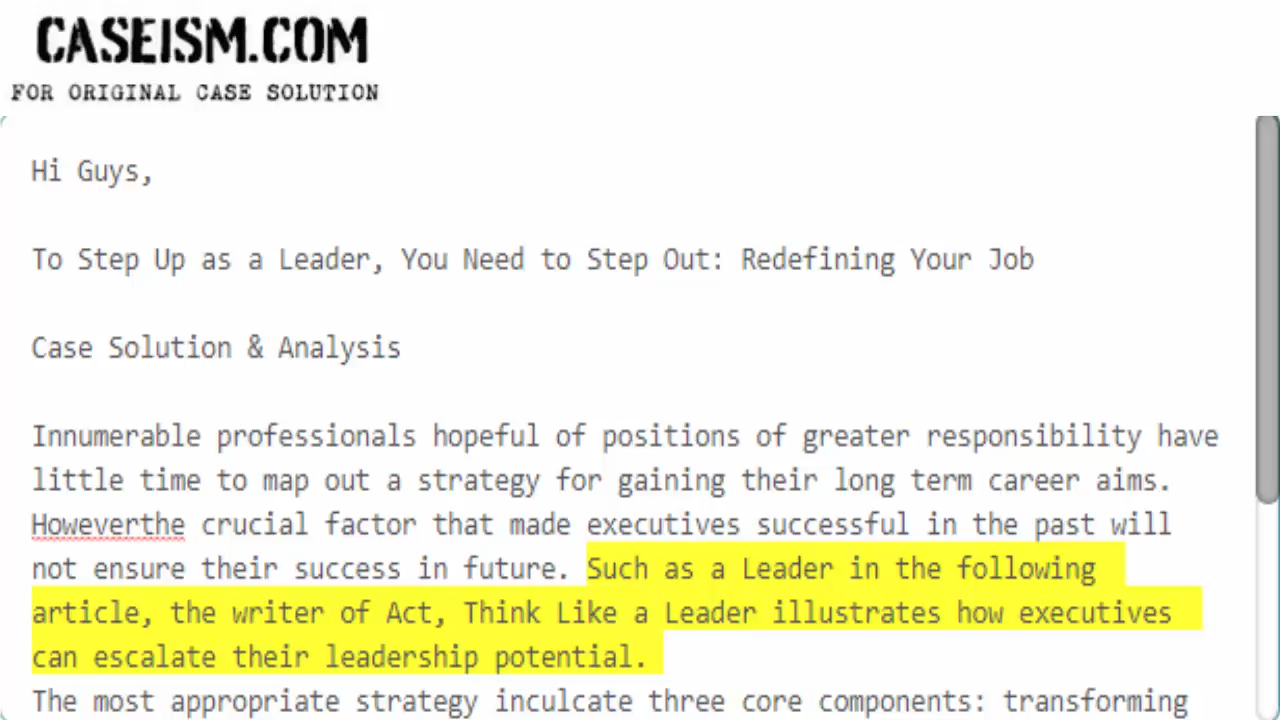 CASEISM.COM
FOR ORIGINAL CASE SOLUTION
Hi Guys,
To Step Up as a Leader, You Need to Step Out: Redefining Your Job
Case Solution & Analysis
Innumerable professionals hopeful of positions of greater responsibility have
little time to map out a strategy for gaining their long term career aims.
Howeverthe crucial factor that made executives successful in the past will
not ensure their success in future. Such as a Leader in the following
article, the writer of Act, Think Like a Leader illustrates how executives
can escalate their leadership potential.
The most appropriate strategy inculcate three core components: transforming